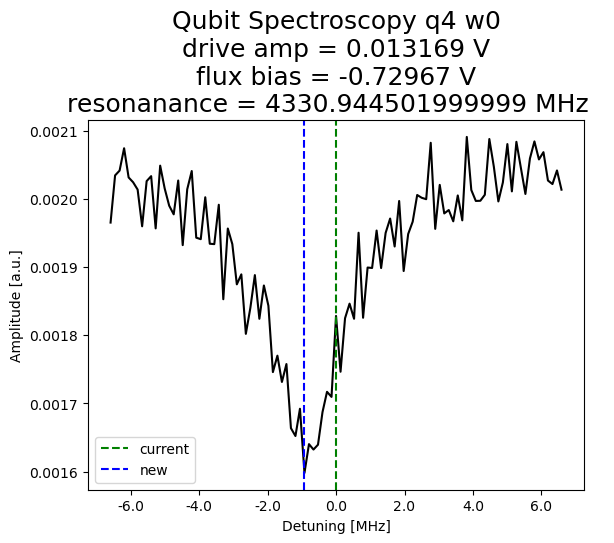 Qubit Spectroscopy q4 w0
drive amp = 0.013169 V
flux bias = -0.72967 V
resonanance = 4330.944501999999 MHz
0.0021
0.0020
0.0019
0.0018
0.0017
0.0016
Amplitude [a.u.]
current
new
-6.0
-4.0
-2.0
0.0
2.0
4.0
6.0
Detuning [MHz]